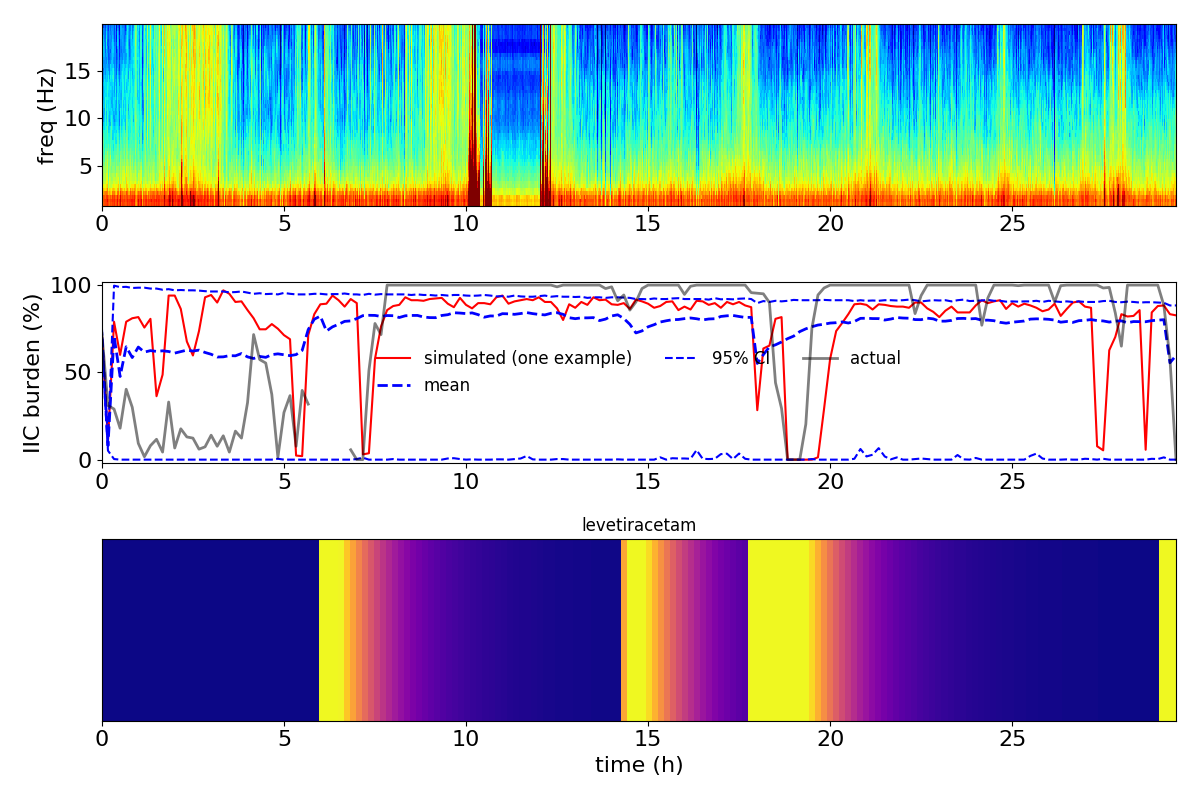 freq (Hz)
15
10
5
0 5 10 15 20 25
IIC burden (%)
100
50
0
simulated (one example) 95% CI actual
mean
0 5 10 15 20 25
levetiracetam
0 5 10 15 20 25
time (h)